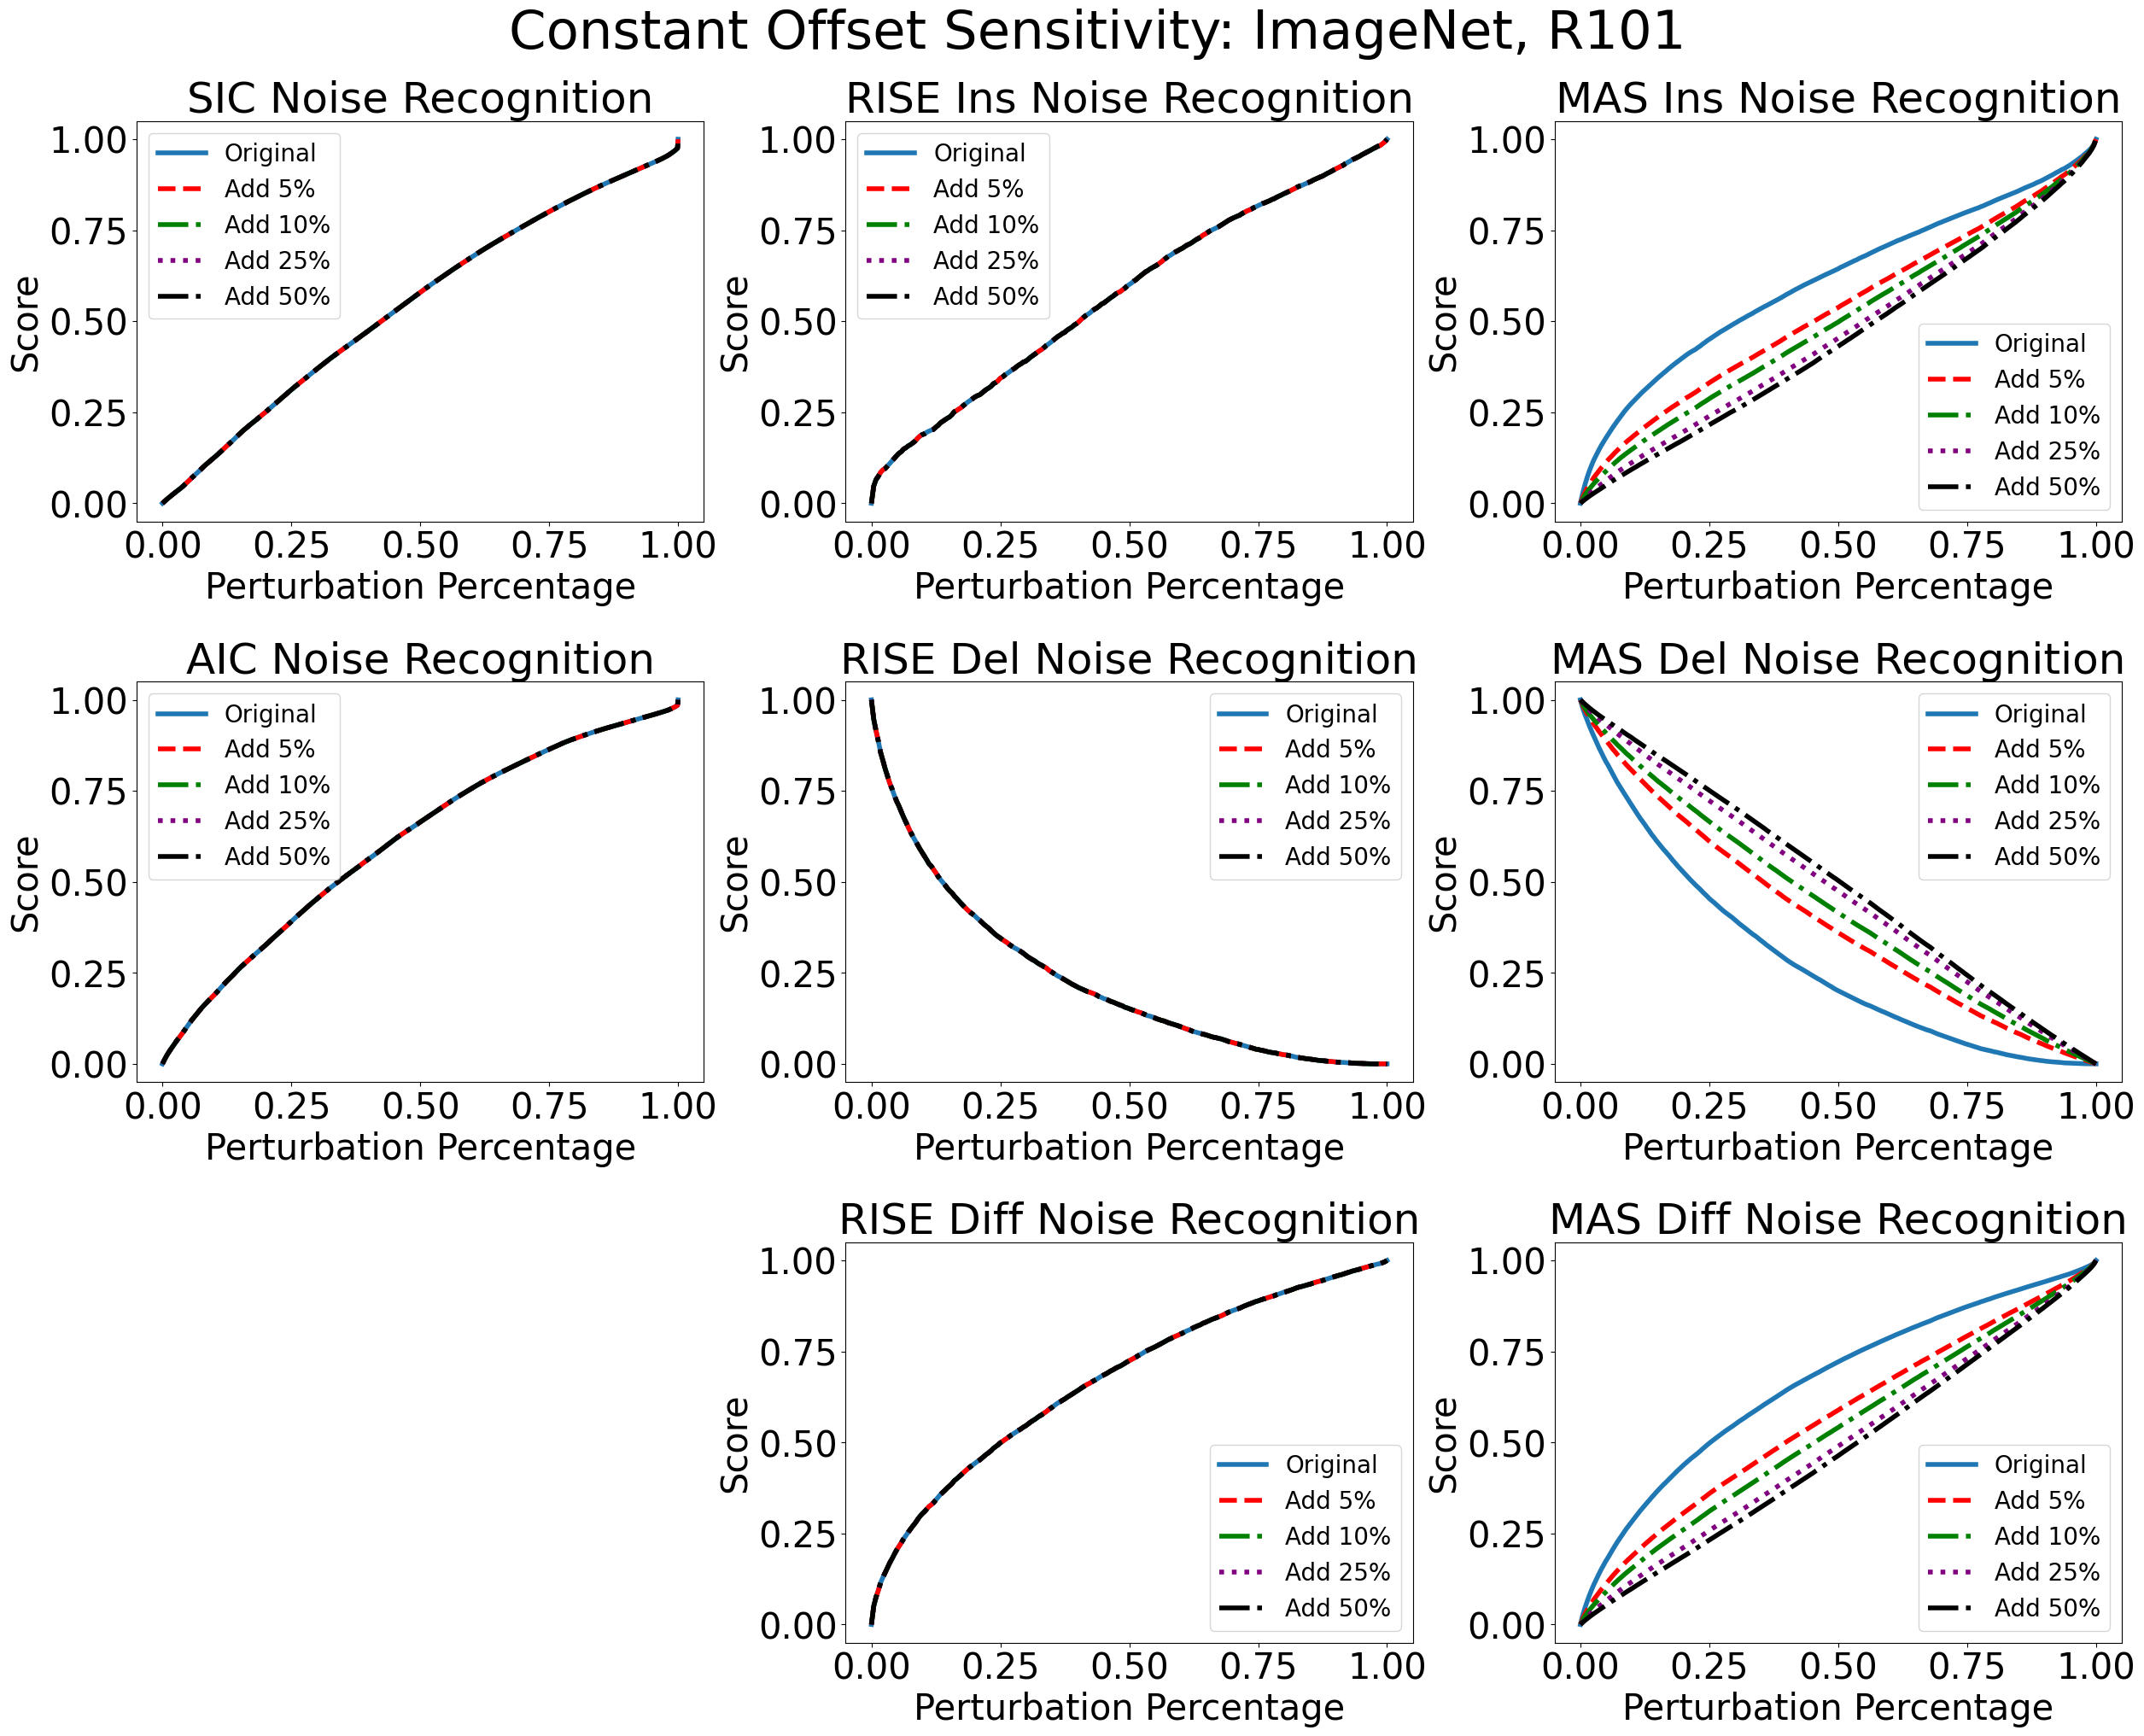 Constant Offset Sensitivity: ImageNet, R101
SIC Noise Recognition
1.00
0.75
0.50
0.25
0.00
Score
Original
Add 5%
Add 10%
Add 25%
Add 50%
0.00 0.25 0.50 0.75 1.00
Perturbation Percentage
RISE Ins Noise Recognition
1.00
0.75
0.50
0.25
0.00
Score
Original
Add 5%
Add 10%
Add 25%
Add 50%
0.00 0.25 0.50 0.75 1.00
Perturbation Percentage
MAS Ins Noise Recognition
1.00
0.75
0.50
0.25
0.00
Score
Original
Add 5%
Add 10%
Add 25%
Add 50%
0.00 0.25 0.50 0.75 1.00
Perturbation Percentage
AIC Noise Recognition
1.00
0.75
0.50
0.25
0.00
Score
Original
Add 5%
Add 10%
Add 25%
Add 50%
0.00 0.25 0.50 0.75 1.00
Perturbation Percentage
RISE Del Noise Recognition
1.00
0.75
0.50
0.25
0.00
Score
Original
Add 5%
Add 10%
Add 25%
Add 50%
0.00 0.25 0.50 0.75 1.00
Perturbation Percentage
MAS Del Noise Recognition
1.00
0.75
0.50
0.25
0.00
Score
Original
Add 5%
Add 10%
Add 25%
Add 50%
0.00 0.25 0.50 0.75 1.00
Perturbation Percentage
RISE Diff Noise Recognition
1.00
0.75
0.50
0.25
0.00
Score
Original
Add 5%
Add 10%
Add 25%
Add 50%
0.00 0.25 0.50 0.75 1.00
Perturbation Percentage
MAS Diff Noise Recognition
1.00
0.75
0.50
0.25
0.00
Score
Original
Add 5%
Add 10%
Add 25%
Add 50%
0.00 0.25 0.50 0.75 1.00
Perturbation Percentage